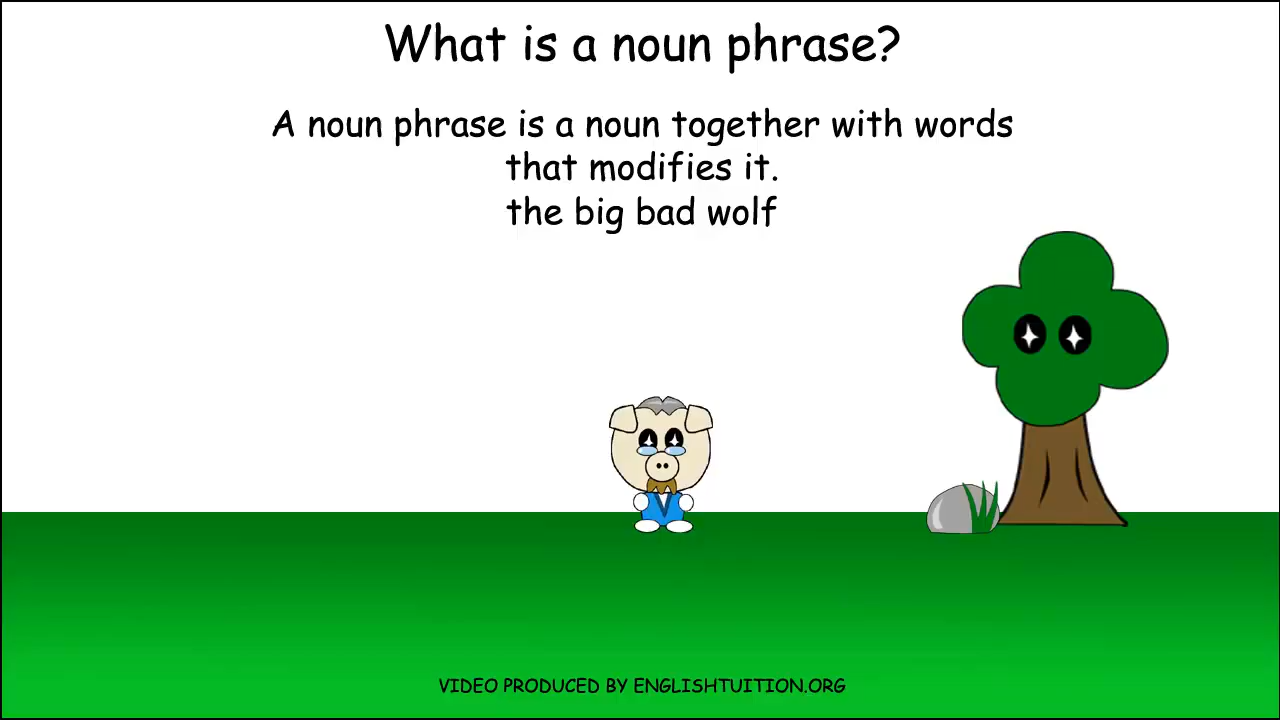 What is a noun phrase?
A noun phrase is a noun together with words
that modifies it.
the big bad wolf
VIDEO PRODUCED BY ENGLISHTUITION.ORG